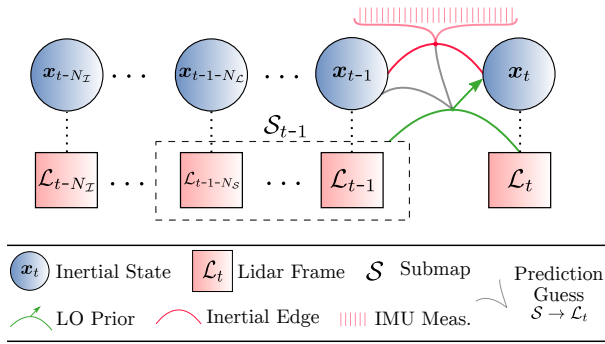 x_{t-N_I} ... x_{t-1-N_L} ... x_{t-1} x_t
S_{t-1}
L_{t-N_I} ... L_{t-1-N_S} ... L_{t-1} L_t
x_t Inertial State L_t Lidar Frame S Submap
Prediction
Guess
S → L_t
LO Prior Inertial Edge IMU Meas.